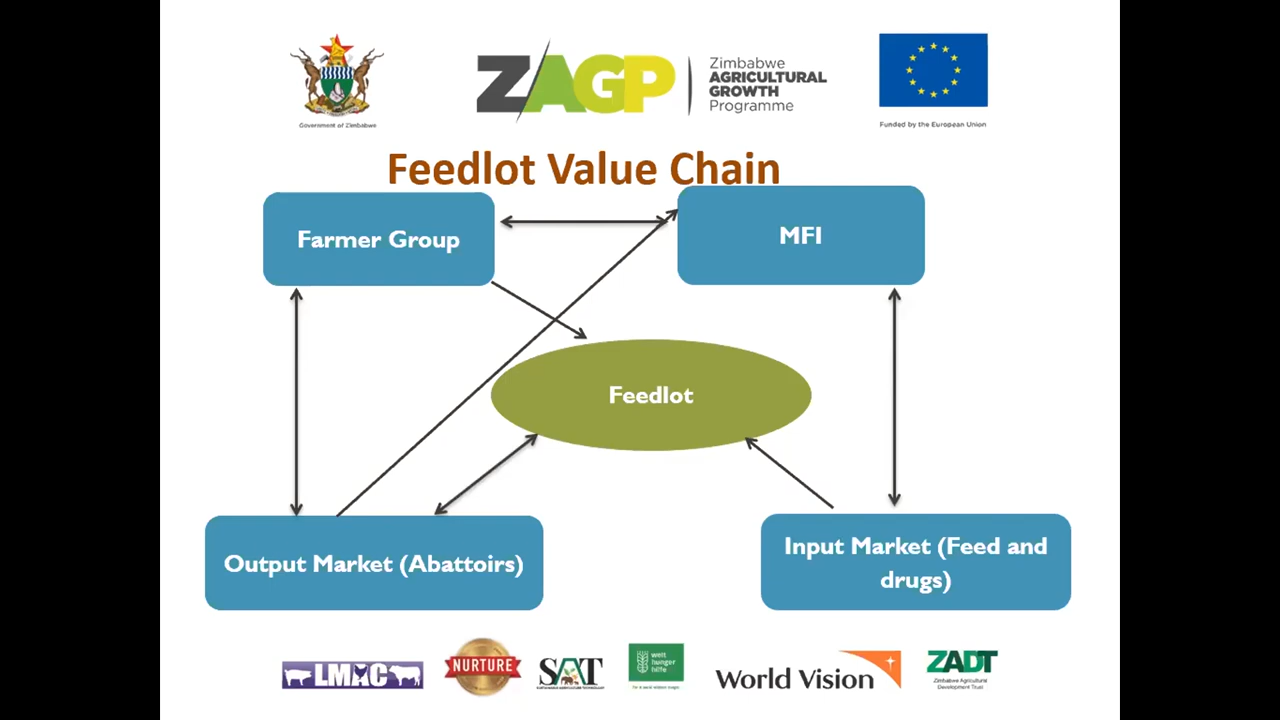 Government of Zimbabwe
ZAGP
Zimbabwe
AGRICULTURAL
GROWTH
Programme
Funded by the European Union
Feedlot Value Chain
Farmer Group
MFI
Feedlot
Output Market (Abattoirs)
Input Market (Feed and
drugs)
LMAC
NURTURE
SAT
welt
hunger
hilfe
World Vision
ZADT
Zimbabwe Agricultural
Development Trust